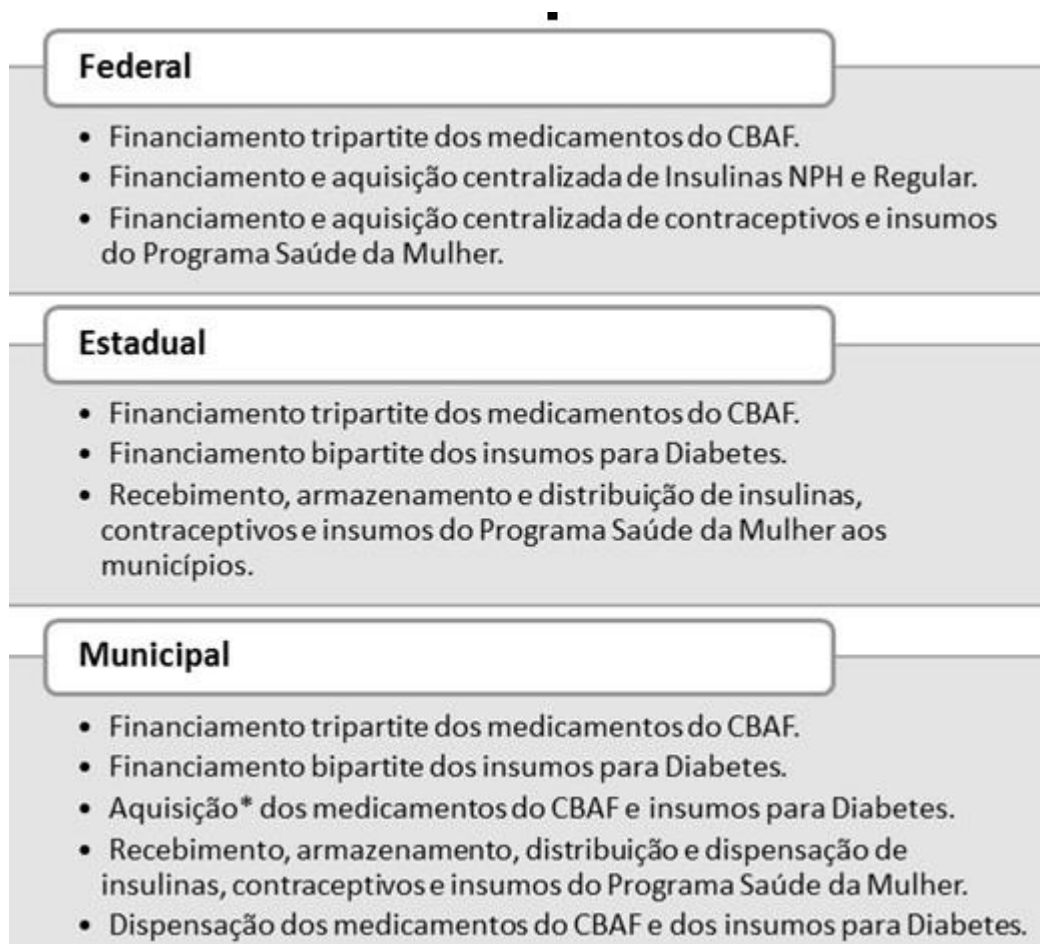 Federal
• Financiamento tripartite dos medicamentos do CBAF.
• Financiamento e aquisição centralizada de Insulinas NPH e Regular.
• Financiamento e aquisição centralizada de contraceptivos e insumos
do Programa Saúde da Mulher.
Estadual
• Financiamento tripartite dos medicamentos do CBAF.
• Financiamento bipartite dos insumos para Diabetes.
• Recebimento, armazenamento e distribuição de insulinas,
contraceptivos e insumos do Programa Saúde da Mulher aos
municípios.
Municipal
• Financiamento tripartite dos medicamentos do CBAF.
• Financiamento bipartite dos insumos para Diabetes.
• Aquisição* dos medicamentos do CBAF e insumos para Diabetes.
• Recebimento, armazenamento, distribuição e dispensação de
insulinas, contraceptivos e insumos do Programa Saúde da Mulher.
• Dispensação dos medicamentos do CBAF e dos insumos para Diabetes.